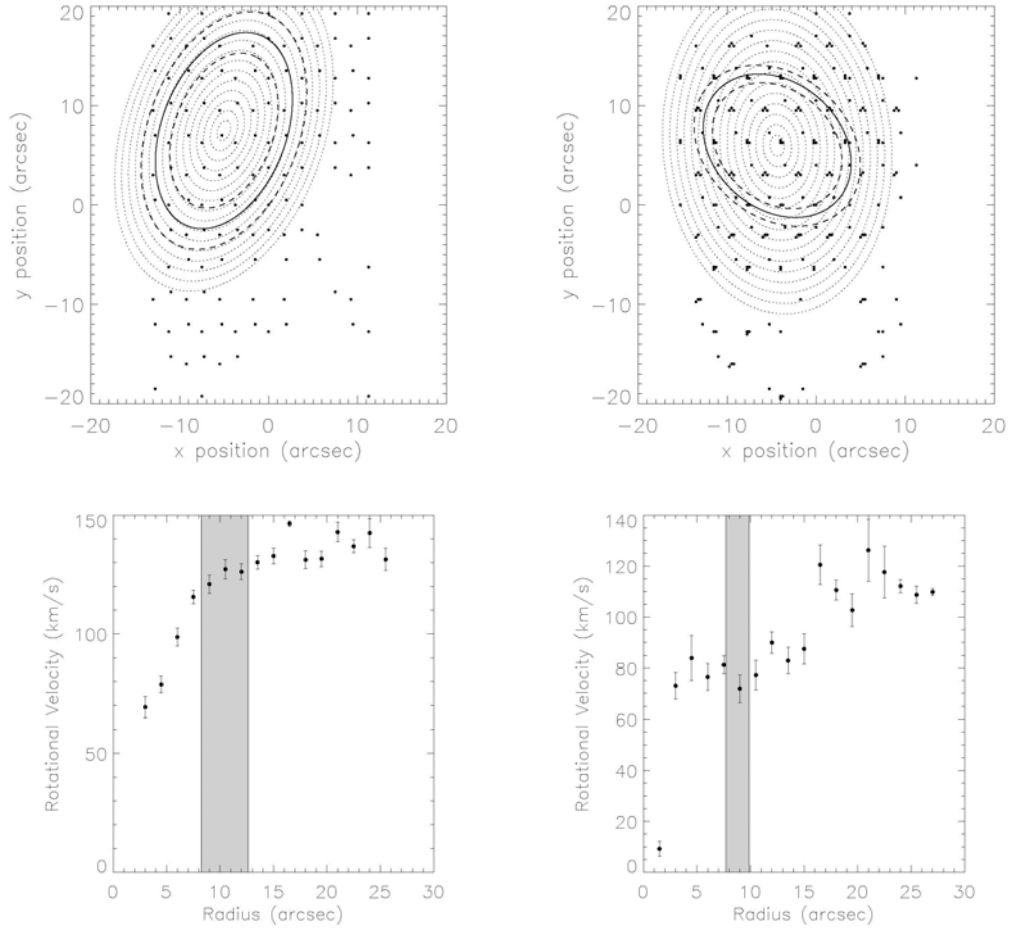 20
10
0
−10
−20
y position (arcsec)
−20 −10 0 10 20
x position (arcsec)
20
10
0
−10
−20
y position (arcsec)
−20 −10 0 10 20
x position (arcsec)
150
100
50
0
Rotational Velocity (km/s)
0 5 10 15 20 25 30
Radius (arcsec)
140
120
100
80
60
40
20
0
Rotational Velocity (km/s)
0 5 10 15 20 25 30
Radius (arcsec)